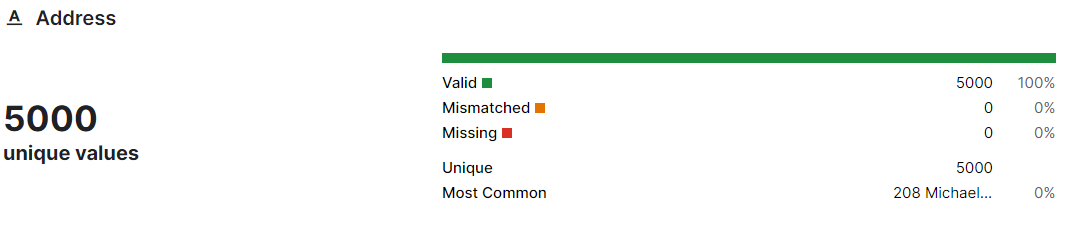 A Address
5000
unique values
Valid 5000 100%
Mismatched 0 0%
Missing 0 0%
Unique 5000
Most Common 208 Michael... 0%